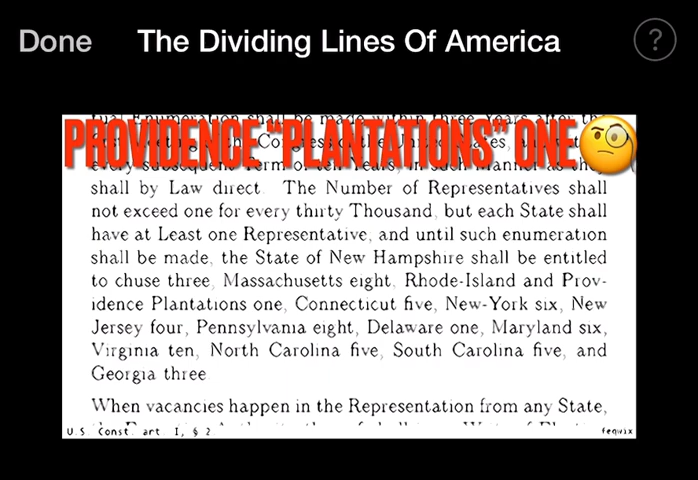 Done
The Dividing Lines Of America
?
PROVIDENCE "PLANTATIONS" ONE
shall by Law direct. The Number of Representatives shall
not exceed one for every thirty Thousand, but each State shall
have at Least one Representative, and until such enumeration
shall be made, the State of New Hampshire shall be entitled
to chuse three, Massachusetts eight, Rhode-Island and Prov-
idence Plantations one, Connecticut five, New-York six, New
Jersey four, Pennsylvania eight, Delaware one, Maryland six,
Virginia ten, North Carolina five, South Carolina five, and
Georgia three
When vacancies happen in the Representation from any State,
U.S. Const. art. I, § 2.
fenwix